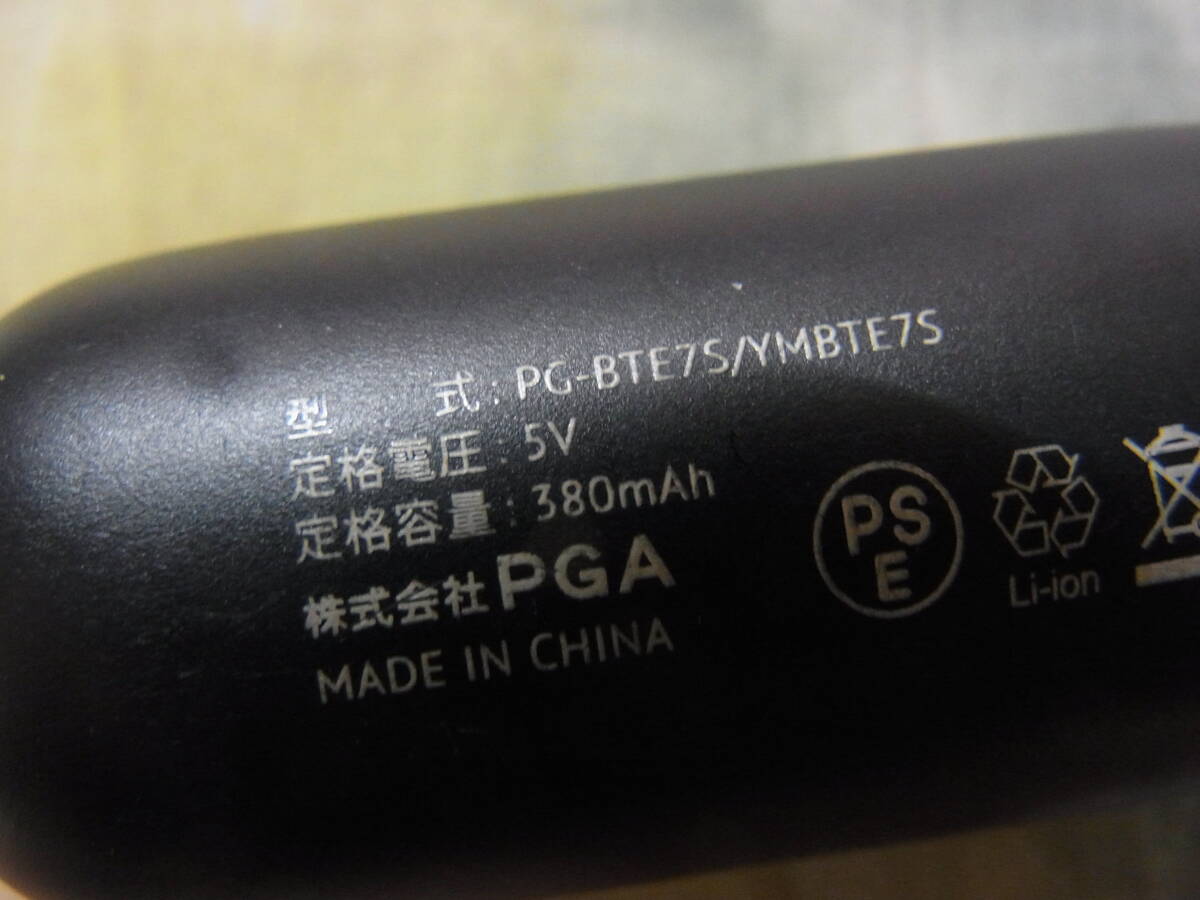 型　式 : PG-BTE7S/YMBTE7S
定格電圧 : 5V
定格容量 : 380mAh
株式会社PGA
MADE IN CHINA
PS
E
Li-ion